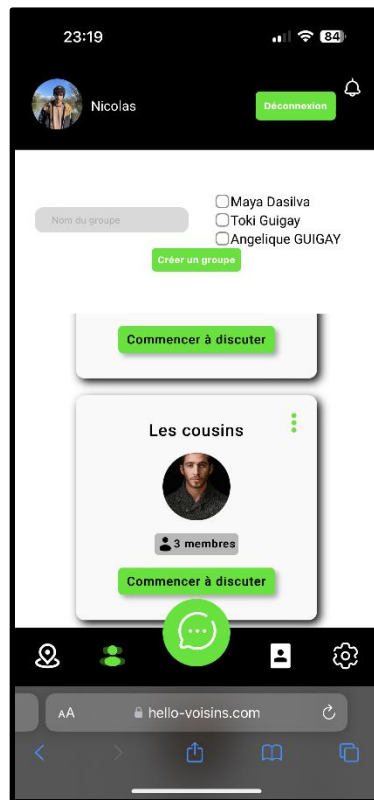 23:19
84
Nicolas
Déconnexion
Nom du groupe
Maya Dasilva
Toki Guigay
Angelique GUIGAY
Créer un groupe
Commencer à discuter
Les cousins
3 membres
Commencer à discuter
AA
hello-voisins.com